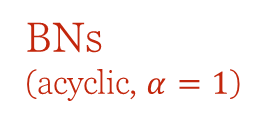 BNs
(acyclic, α = 1)